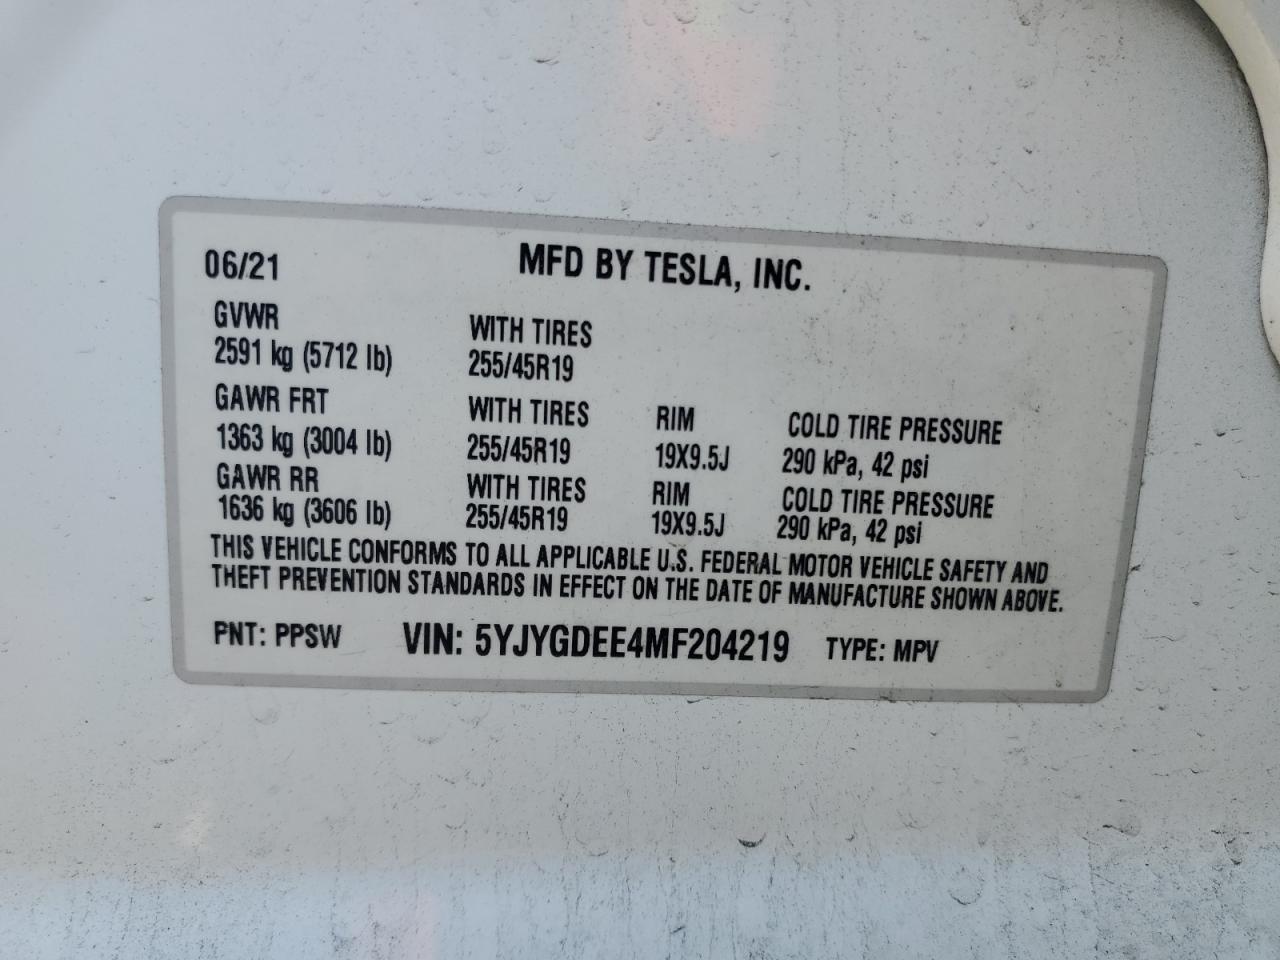 06/21 MFD BY TESLA, INC.
GVWR WITH TIRES
2591 kg (5712 lb) 255/45R19
GAWR FRT WITH TIRES RIM COLD TIRE PRESSURE
1363 kg (3004 lb) 255/45R19 19X9.5J 290 kPa, 42 psi
GAWR RR WITH TIRES RIM COLD TIRE PRESSURE
1636 kg (3606 lb) 255/45R19 19X9.5J 290 kPa, 42 psi
THIS VEHICLE CONFORMS TO ALL APPLICABLE U.S. FEDERAL MOTOR VEHICLE SAFETY AND
THEFT PREVENTION STANDARDS IN EFFECT ON THE DATE OF MANUFACTURE SHOWN ABOVE.
PNT: PPSW VIN: 5YJYGDEE4MF204219 TYPE: MPV